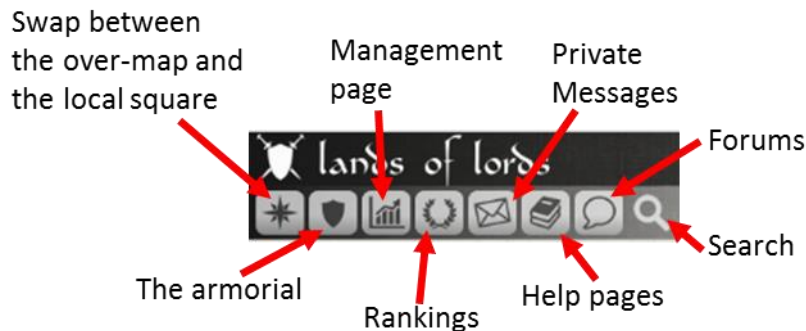 Swap between
the over-map and
the local square
Management
page
Private
Messages
lands of lords
Forums
Search
The armorial
Rankings
Help pages